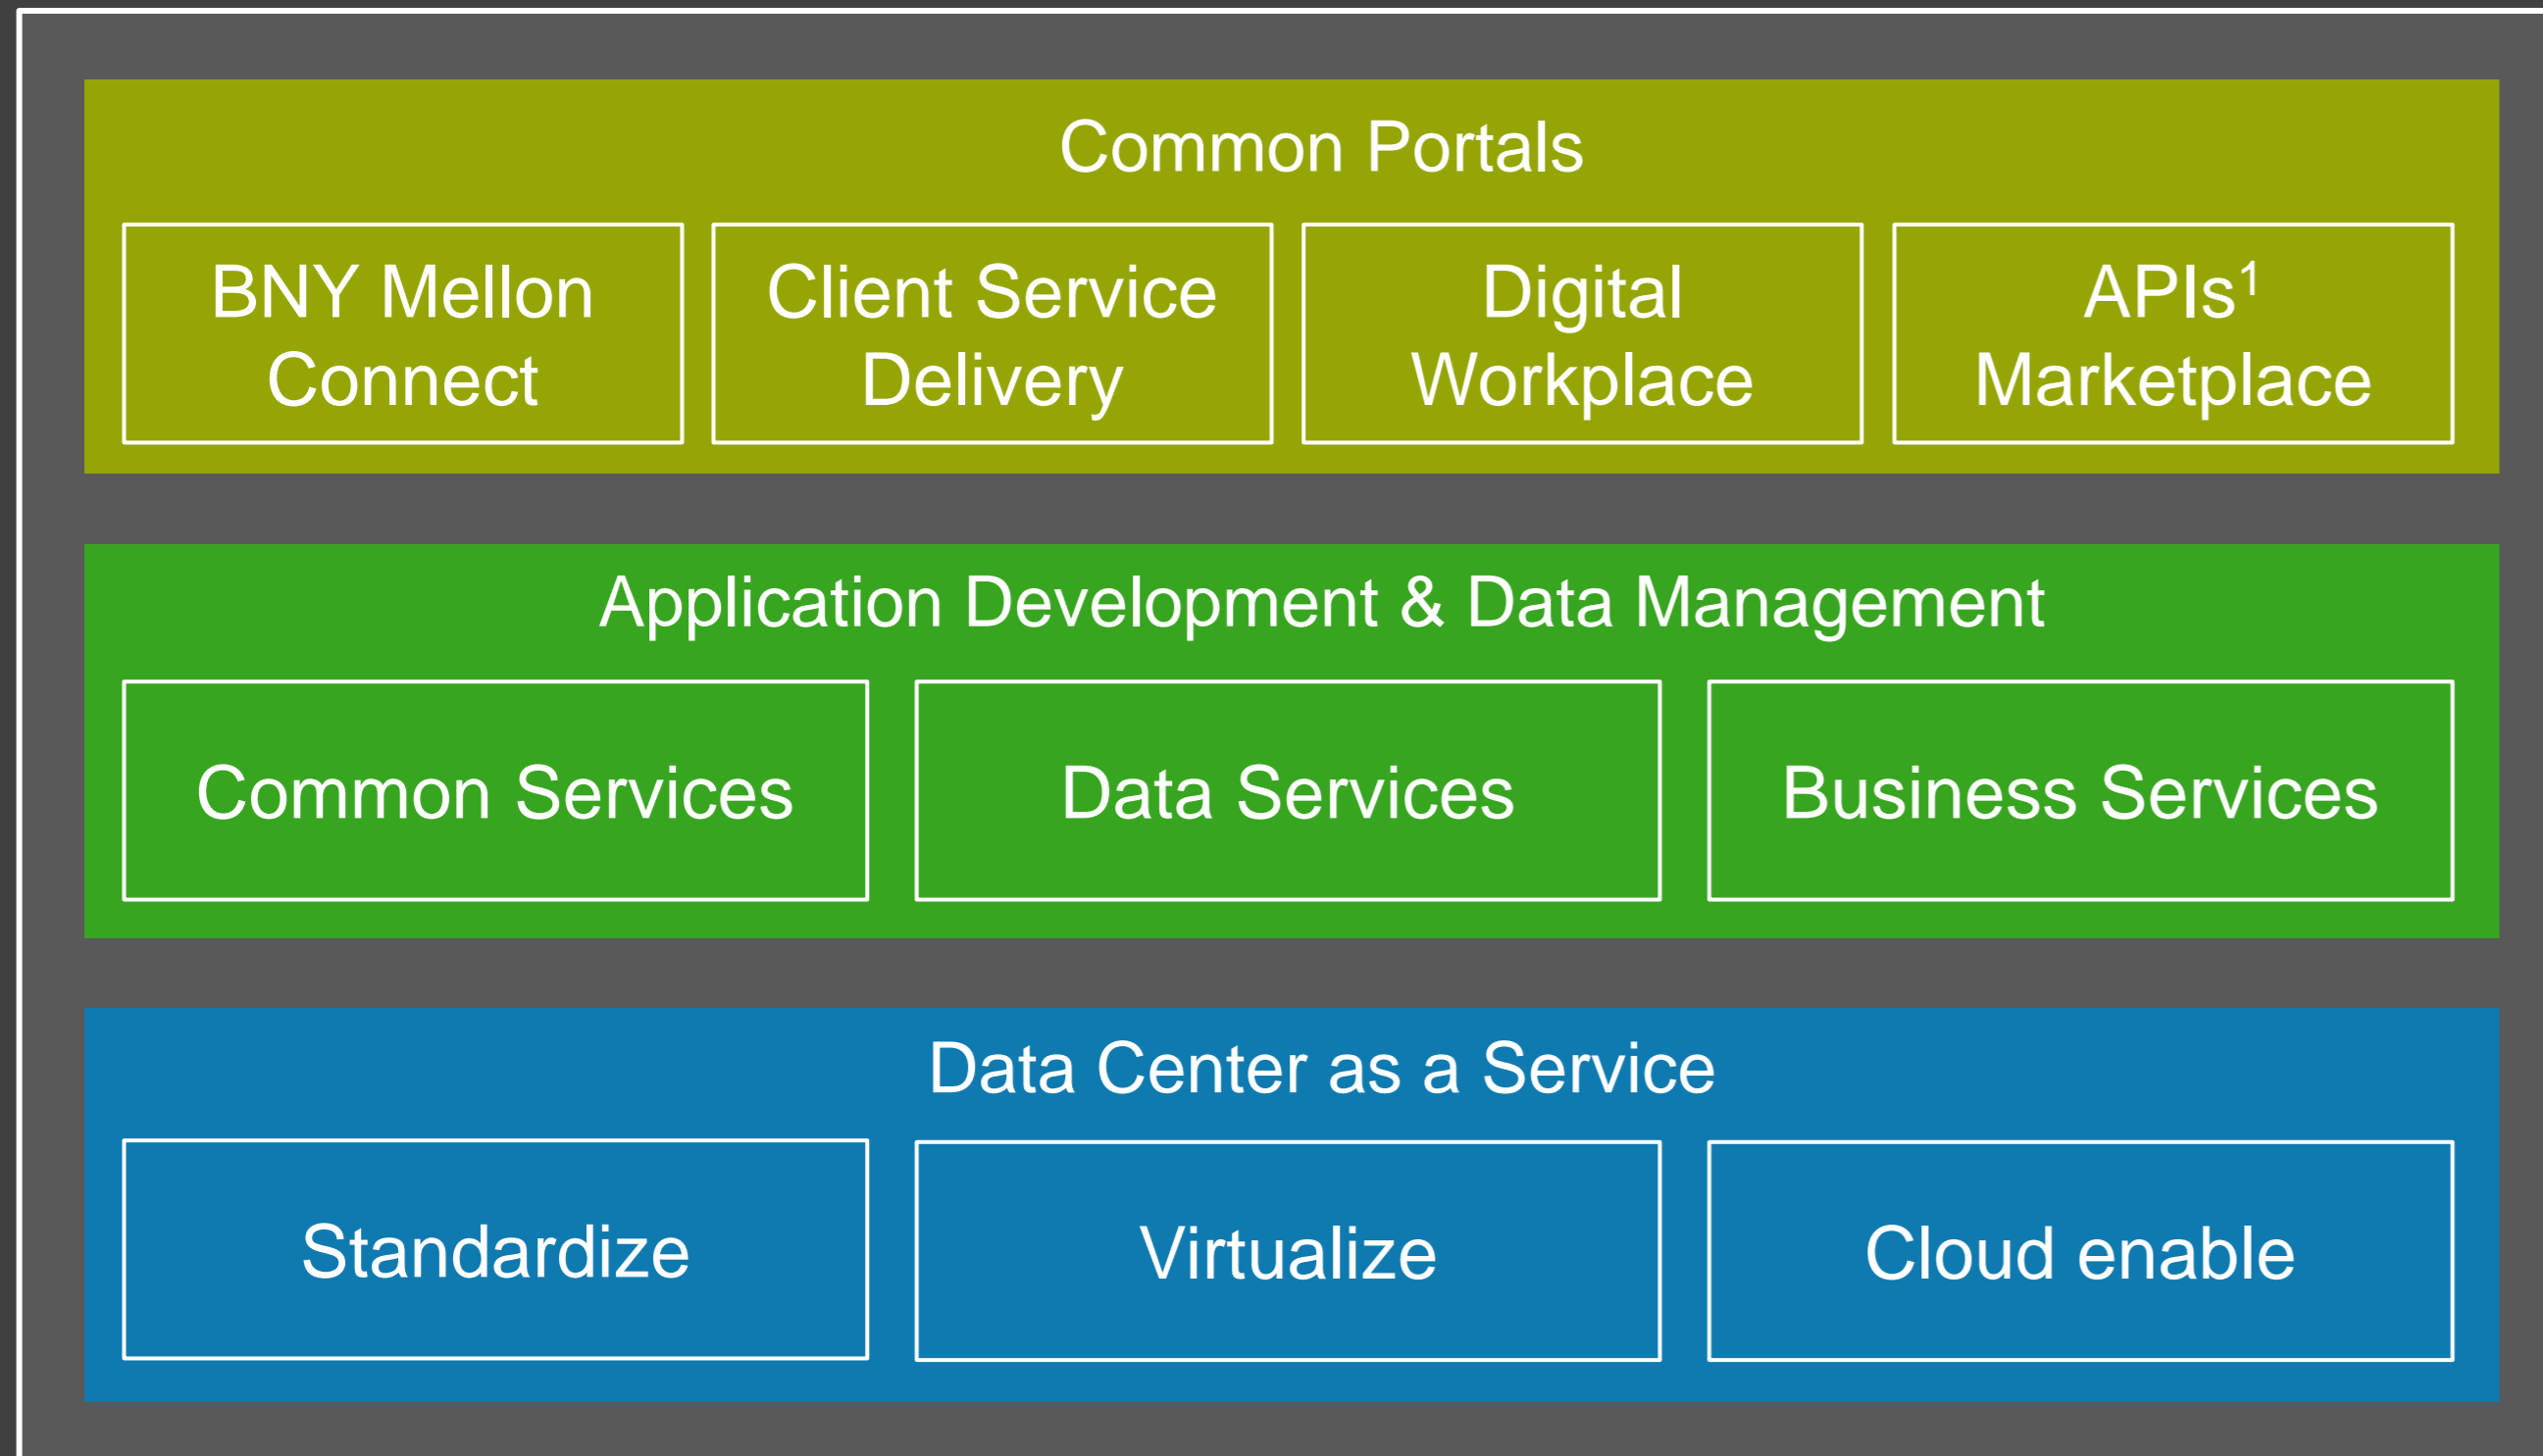 Common Portals
BNY Mellon
Connect
Client Service
Delivery
Digital
Workplace
APIs¹
Marketplace
Application Development & Data Management
Common Services
Data Services
Business Services
Data Center as a Service
Standardize
Virtualize
Cloud enable